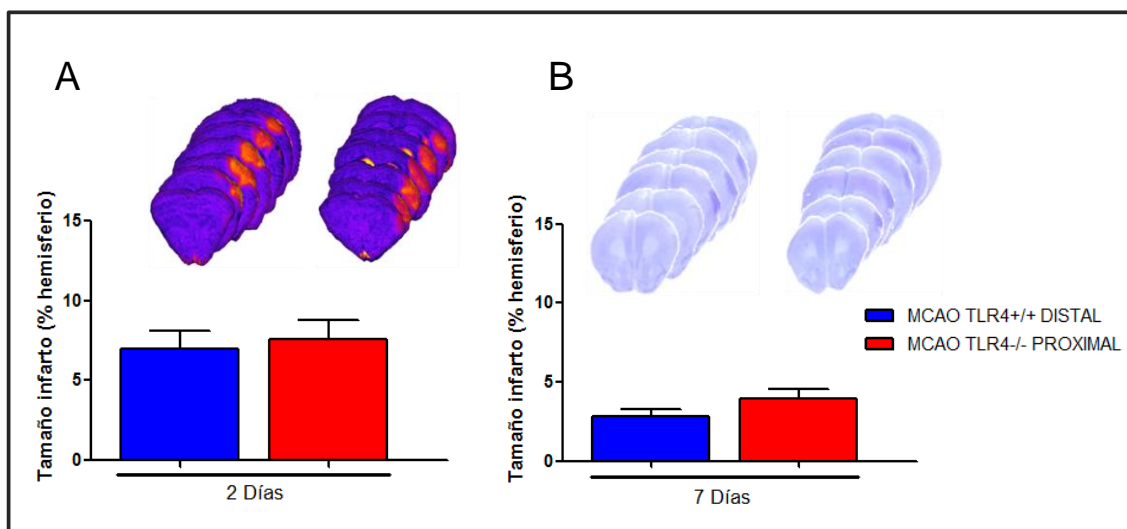 A
Tamaño infarto (% hemisferio)
15
10
5
0
2 Días
B
Tamaño infarto (% hemisferio)
15
10
5
0
7 Días
MCAO TLR4+/+ DISTAL
MCAO TLR4-/- PROXIMAL